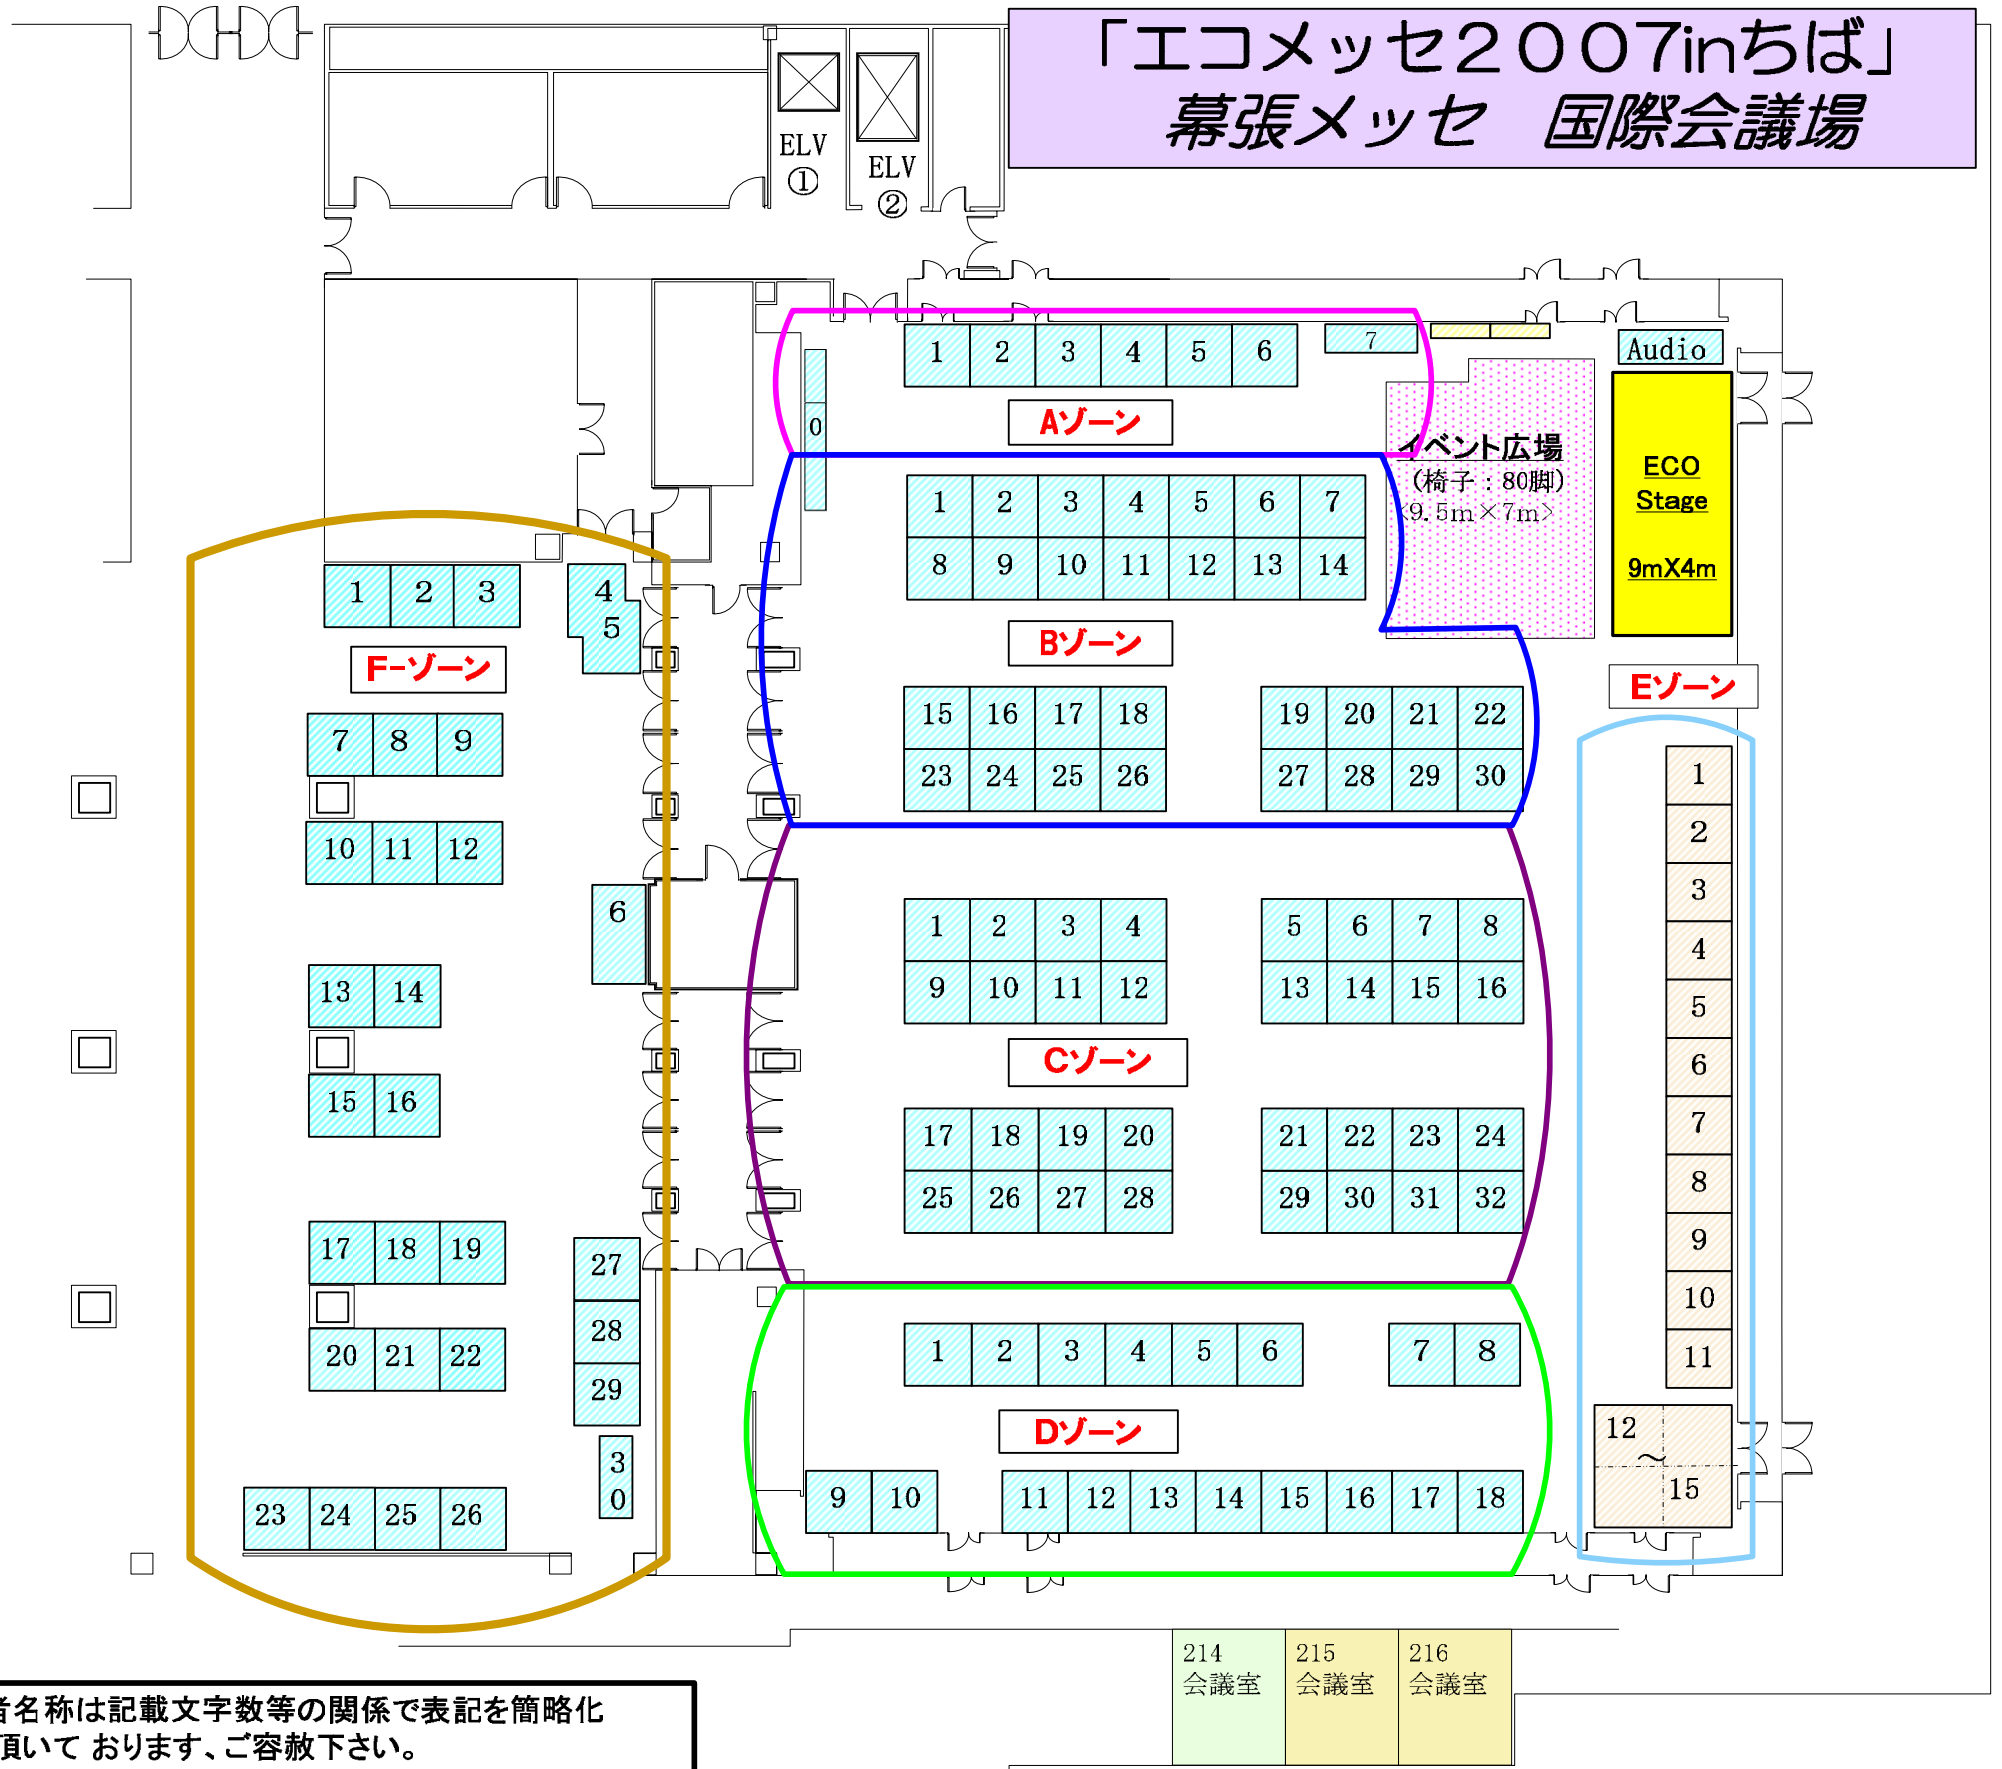 「エコメッセ2007inちば」
幕張メッセ 国際会議場
ELV
①
ELV
②
1 2 3 4 5 6 7
0
Aゾーン
Audio
イベント広場
(椅子:80脚)
<9.5m×7m>
ECO
Stage
9mX4m
1 2 3 4 5 6 7
8 9 10 11 12 13 14
Bゾーン
15 16 17 18 19 20 21 22
23 24 25 26 27 28 29 30
1 2 3 4 5 6 7 8
9 10 11 12 13 14 15 16
Cゾーン
17 18 19 20 21 22 23 24
25 26 27 28 29 30 31 32
1 2 3 4 5 6 7 8
Dゾーン
9 10 11 12 13 14 15 16 17 18
Eゾーン
1
2
3
4
5
6
7
8
9
10
11
12
~
15
1 2 3 4
5
F-ゾーン
7 8 9
10 11 12
6
13 14
15 16
17 18 19
20 21 22
27
28
29
3
0
23 24 25 26
214
会議室
215
会議室
216
会議室
者名称は記載文字数等の関係で表記を簡略化
頂いて おります、ご容赦下さい。